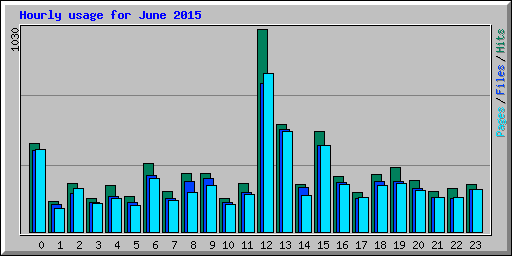 Hourly usage for June 2015
1030
Pages/Files/Hits
0 1 2 3 4 5 6 7 8 9 10 11 12 13 14 15 16 17 18 19 20 21 22 23